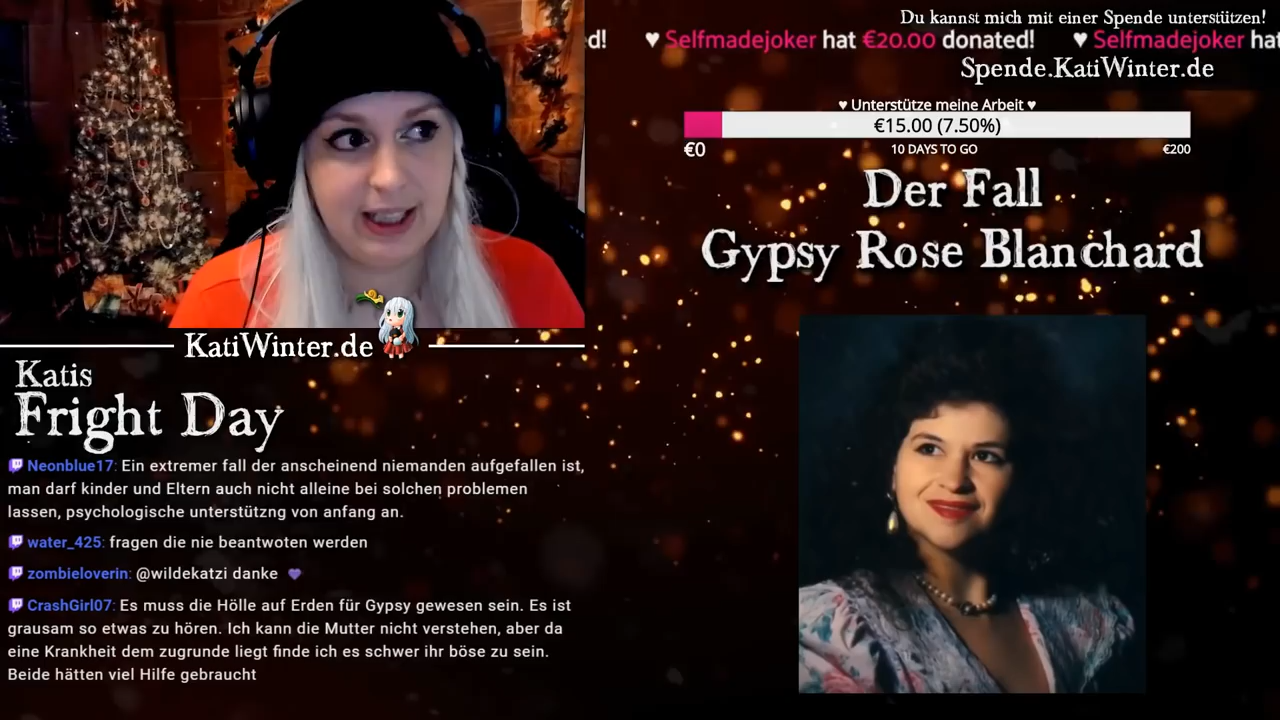 Du kannst mich mit einer Spende unterstützen!
d! ♥ Selfmadejoker hat €20.00 donated! ♥ Selfmadejoker hat
Spende.KatiWinter.de
♥ Unterstütze meine Arbeit ♥
€15.00 (7.50%)
€0 10 DAYS TO GO €200
Der Fall
Gypsy Rose Blanchard
KatiWinter.de
Katis
Fright Day
Neonblue17: Ein extremer fall der anscheinend niemanden aufgefallen ist,
man darf kinder und Eltern auch nicht alleine bei solchen problemen
lassen, psychologische unterstützng von anfang an.
water_425: fragen die nie beantwoten werden
zombieloverin: @wildekatzi danke 💜
CrashGirl07: Es muss die Hölle auf Erden für Gypsy gewesen sein. Es ist
grausam so etwas zu hören. Ich kann die Mutter nicht verstehen, aber da
eine Krankheit dem zugrunde liegt finde ich es schwer ihr böse zu sein.
Beide hätten viel Hilfe gebraucht